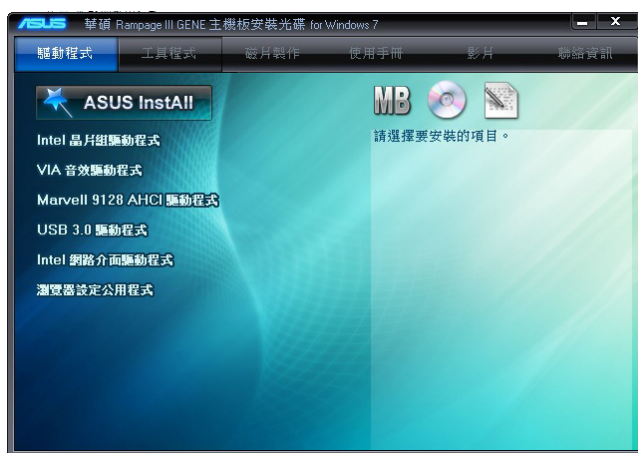 ASUS 華碩 Rampage III GENE 主機板安裝光碟 for Windows 7
驅動程式 工具程式 磁片製作 使用手冊 影片 聯絡資訊
ASUS InstAll
MB
請選擇要安裝的項目。
Intel 晶片組驅動程式
VIA 音效驅動程式
Marvell 9128 AHCI 驅動程式
USB 3.0 驅動程式
Intel 網路介面驅動程式
瀏覽器設定公用程式